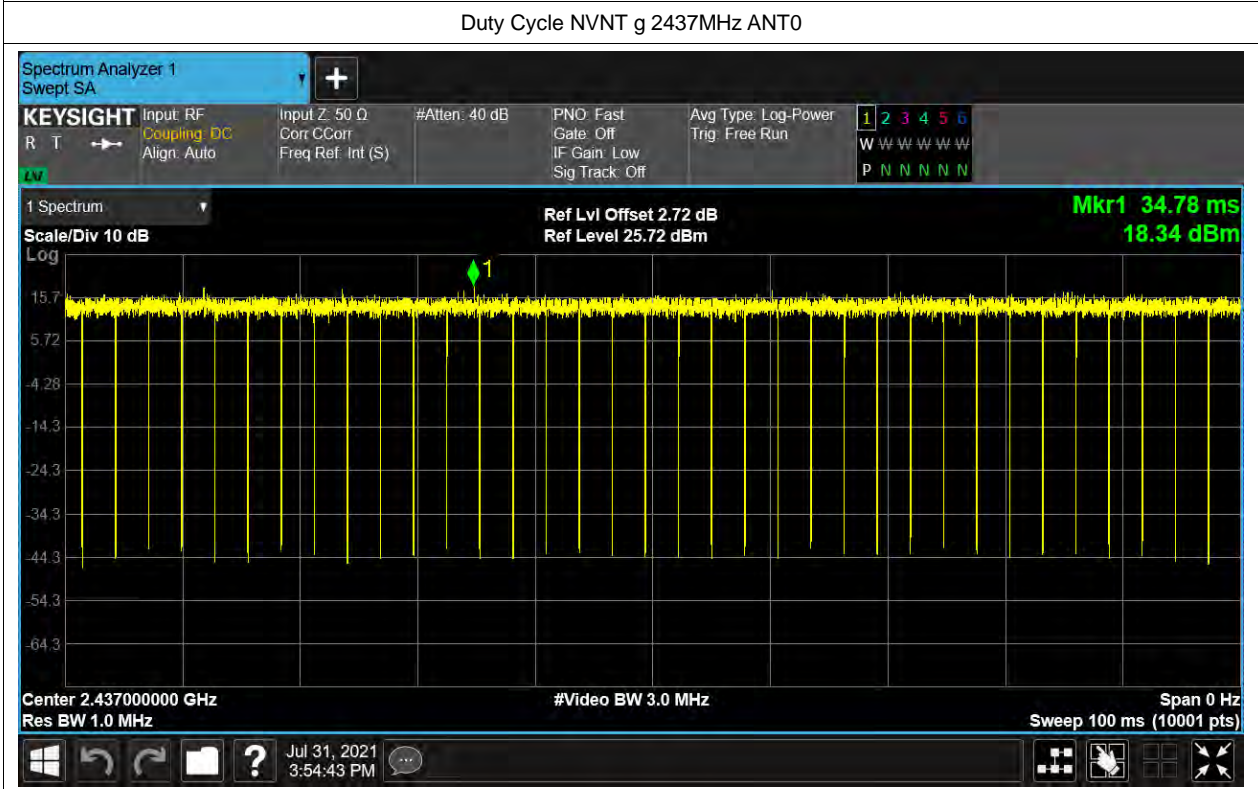 Duty Cycle NVNT g 2437MHz ANT0
Spectrum Analyzer 1
Swept SA
+
KEYSIGHT Input: RF Input Z: 50 Ω #Atten: 40 dB PNO: Fast Avg Type: Log-Power 1 2 3 4 5 6
R T Coupling: DC Corr CCorr Gate: Off Trig: Free Run W W W W W W
Align: Auto Freq Ref: Int (S) IF Gain: Low P N N N N N
LXI Sig Track: Off
1 Spectrum Ref Lvl Offset 2.72 dB Mkr1 34.78 ms
Scale/Div 10 dB Ref Level 25.72 dBm 18.34 dBm
Log
1
15.7
5.72
-4.28
-14.3
-24.3
-34.3
-44.3
-54.3
-64.3
Center 2.437000000 GHz #Video BW 3.0 MHz Span 0 Hz
Res BW 1.0 MHz Sweep 100 ms (10001 pts)
? Jul 31, 2021
3:54:43 PM